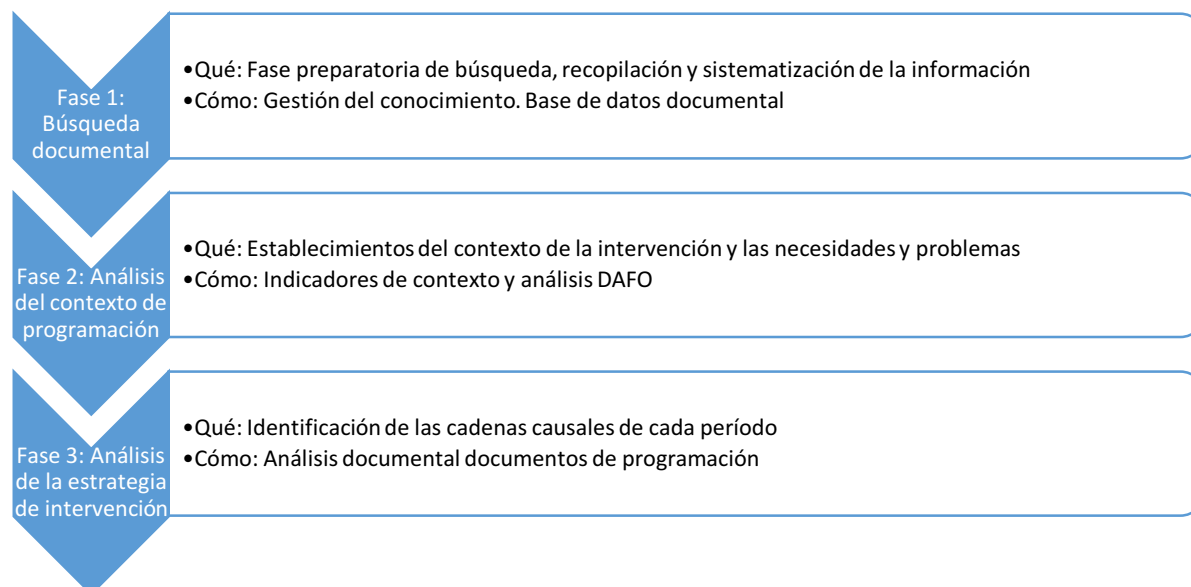 Fase 1:
Búsqueda
documental
•Qué: Fase preparatoria de búsqueda, recopilación y sistematización de la información
•Cómo: Gestión del conocimiento. Base de datos documental
Fase 2: Análisis
del contexto de
programación
•Qué: Establecimientos del contexto de la intervención y las necesidades y problemas
•Cómo: Indicadores de contexto y análisis DAFO
Fase 3: Análisis
de la estrategia
de intervención
•Qué: Identificación de las cadenas causales de cada período
•Cómo: Análisis documental documentos de programación